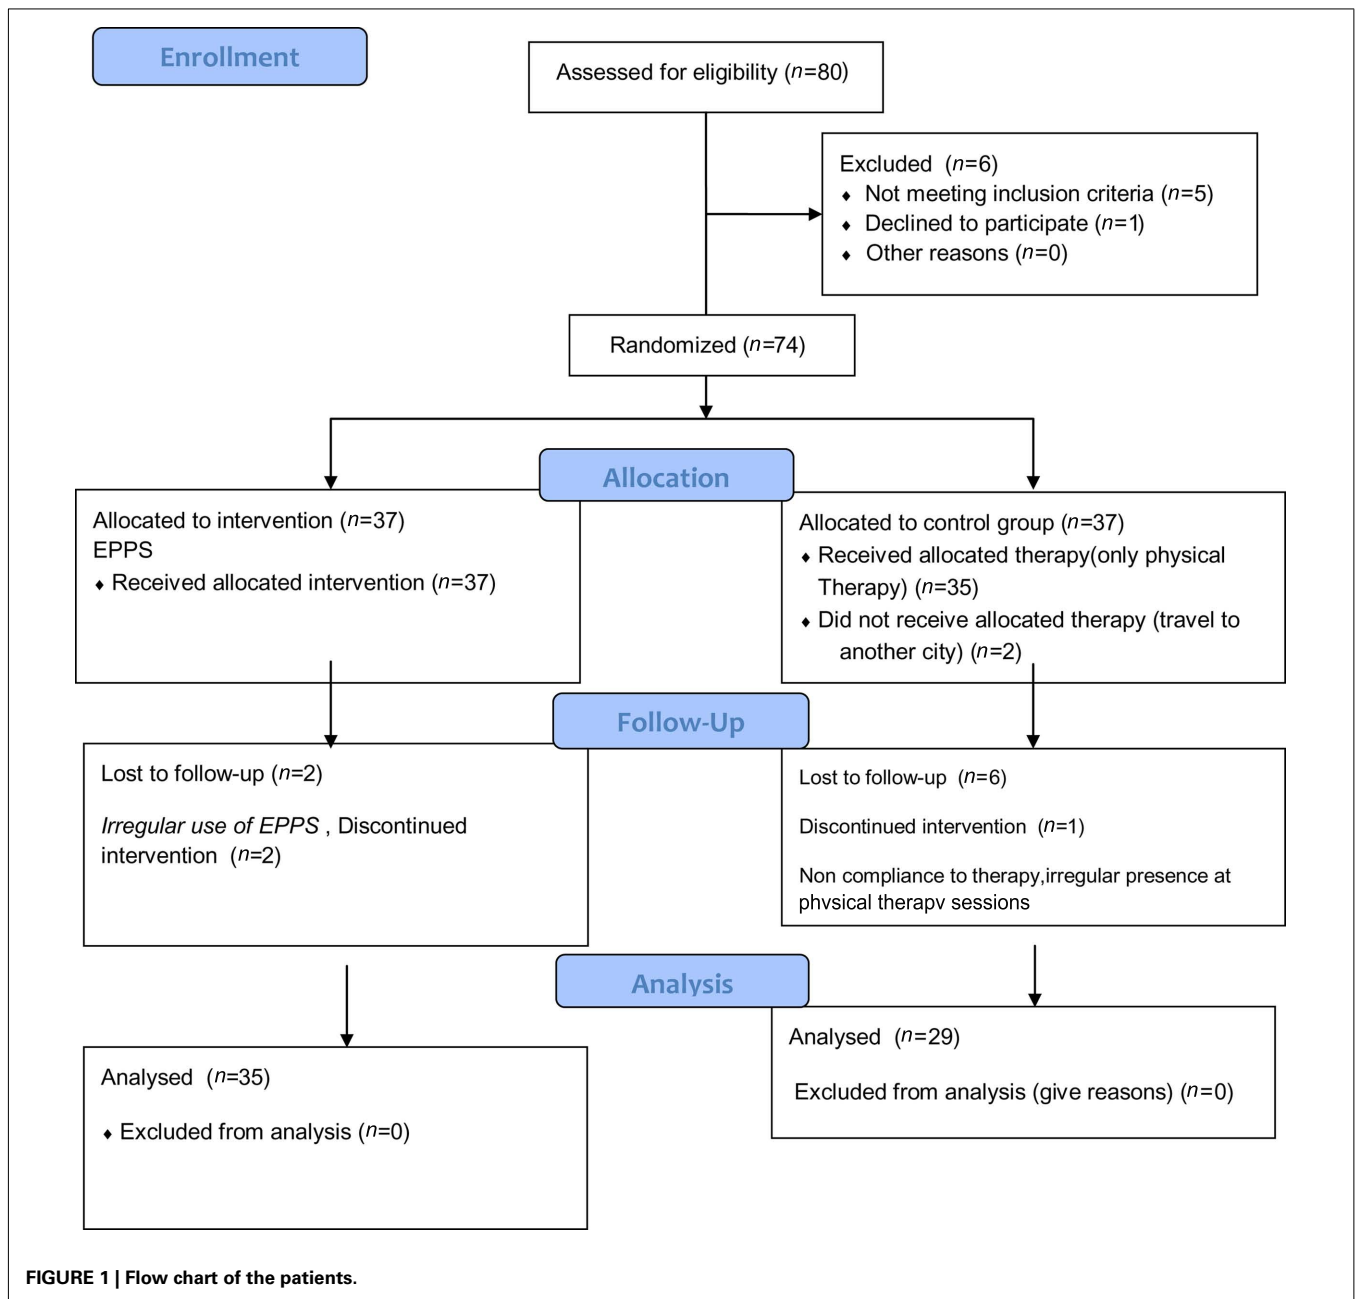 Enrollment
Assessed for eligibility (n=80)
Excluded (n=6)
♦ Not meeting inclusion criteria (n=5)
♦ Declined to participate (n=1)
♦ Other reasons (n=0)
Randomized (n=74)
Allocation
Allocated to intervention (n=37)
EPPS
♦ Received allocated intervention (n=37)
Allocated to control group (n=37)
♦ Received allocated therapy(only physical
Therapy) (n=35)
♦ Did not receive allocated therapy (travel to
another city) (n=2)
Follow-Up
Lost to follow-up (n=2)
Irregular use of EPPS , Discontinued
intervention (n=2)
Lost to follow-up (n=6)
Discontinued intervention (n=1)
Non compliance to therapy,irregular presence at
physical therapy sessions
Analysis
Analysed (n=35)
♦ Excluded from analysis (n=0)
Analysed (n=29)
Excluded from analysis (give reasons) (n=0)
FIGURE 1 | Flow chart of the patients.